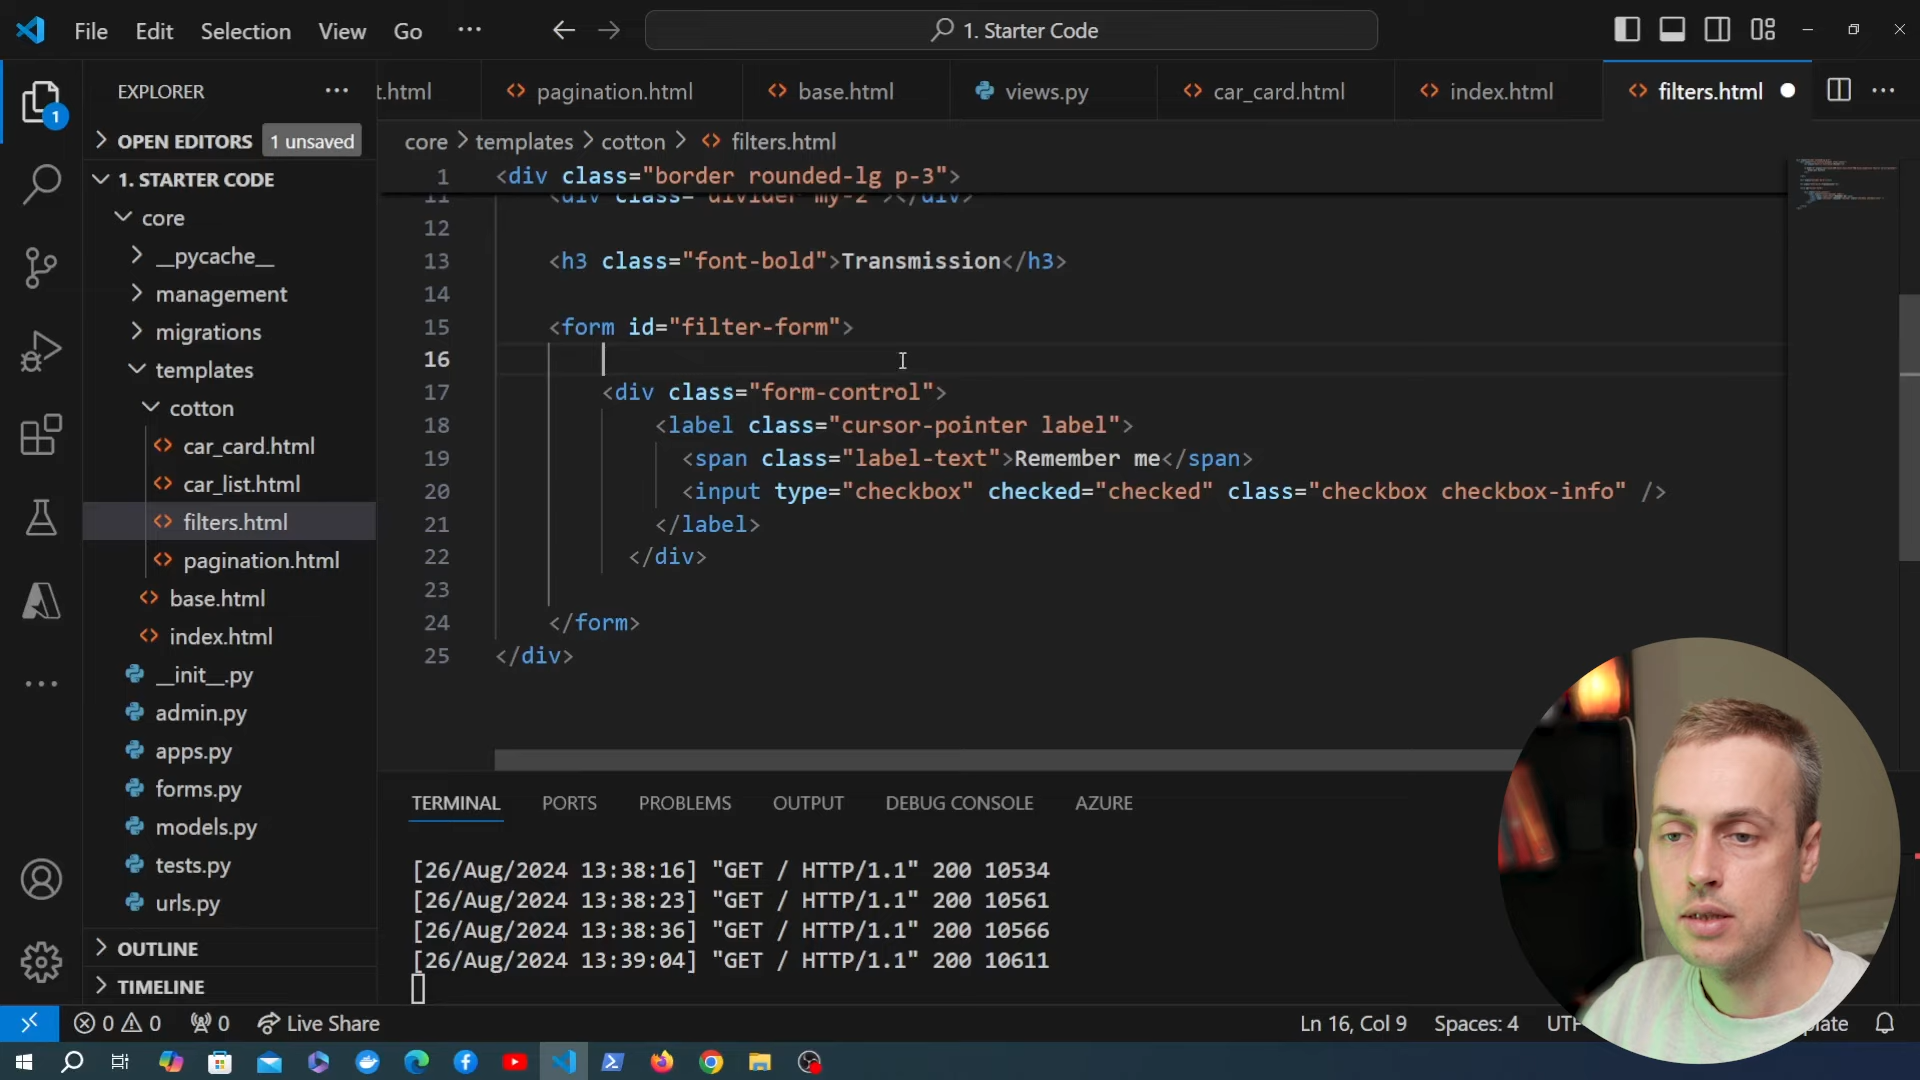 File Edit Selection View Go ··· 1. Starter Code
EXPLORER ··· t.html pagination.html base.html views.py car_card.html index.html filters.html ···
1
OPEN EDITORS 1 unsaved
core > templates > cotton > filters.html
1. STARTER CODE
core
__pycache__
management
migrations
templates
cotton
car_card.html
car_list.html
filters.html
pagination.html
base.html
index.html
__init__.py
admin.py
apps.py
forms.py
models.py
tests.py
urls.py
OUTLINE
TIMELINE
1 <div class="border rounded-lg p-3">
11 <div class="divider my-2"></div>
12
13 <h3 class="font-bold">Transmission</h3>
14
15 <form id="filter-form">
16
17 <div class="form-control">
18 <label class="cursor-pointer label">
19 <span class="label-text">Remember me</span>
20 <input type="checkbox" checked="checked" class="checkbox checkbox-info" />
21 </label>
22 </div>
23
24 </form>
25 </div>
TERMINAL PORTS PROBLEMS OUTPUT DEBUG CONSOLE AZURE
[26/Aug/2024 13:38:16] "GET / HTTP/1.1" 200 10534
[26/Aug/2024 13:38:23] "GET / HTTP/1.1" 200 10561
[26/Aug/2024 13:38:36] "GET / HTTP/1.1" 200 10566
[26/Aug/2024 13:39:04] "GET / HTTP/1.1" 200 10611
0 0 0 Live Share Ln 16, Col 9 Spaces: 4 UTF plate